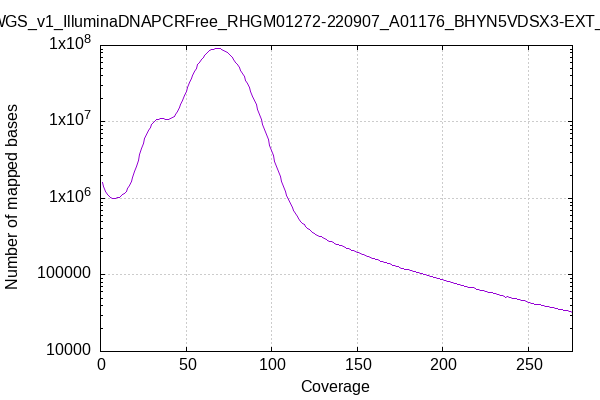 WGS_v1_IlluminaDNAPCRFree_RHGM01272-220907_A01176_BHYN5VDSX3-EXT_
1x10^8
1x10^7
1x10^6
100000
10000
Number of mapped bases
0 50 100 150 200 250
Coverage